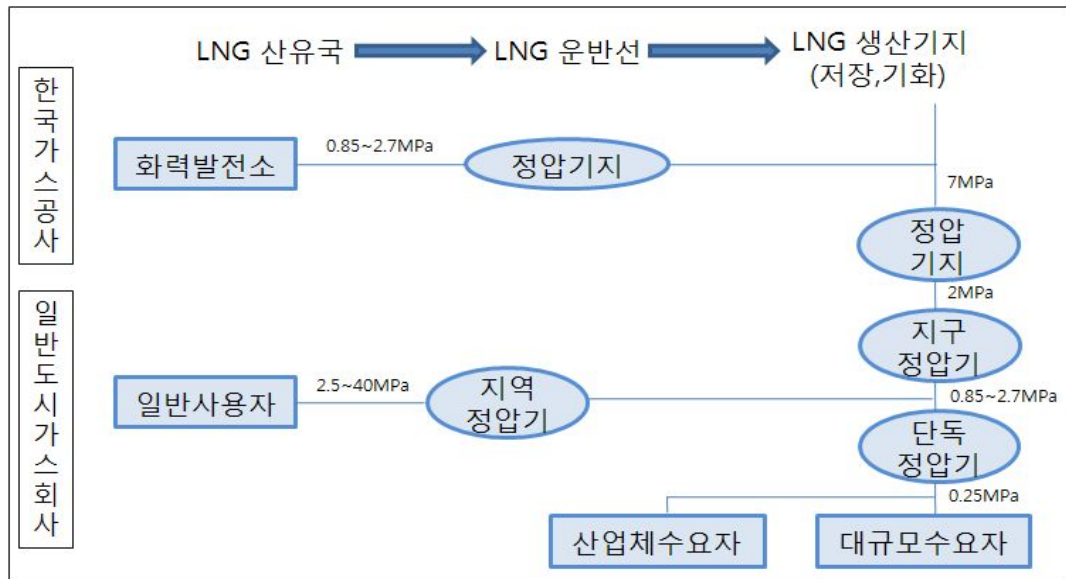 LNG 산유국
LNG 운반선
LNG 생산기지
(저장,기화)
한국가스공사
화력발전소
0.85~2.7MPa
정압기지
7MPa
정압
기지
2MPa
일반도시가스회사
지구
정압기
일반사용자
2.5~40MPa
지역
정압기
0.85~2.7MPa
단독
정압기
0.25MPa
산업체수요자
대규모수요자